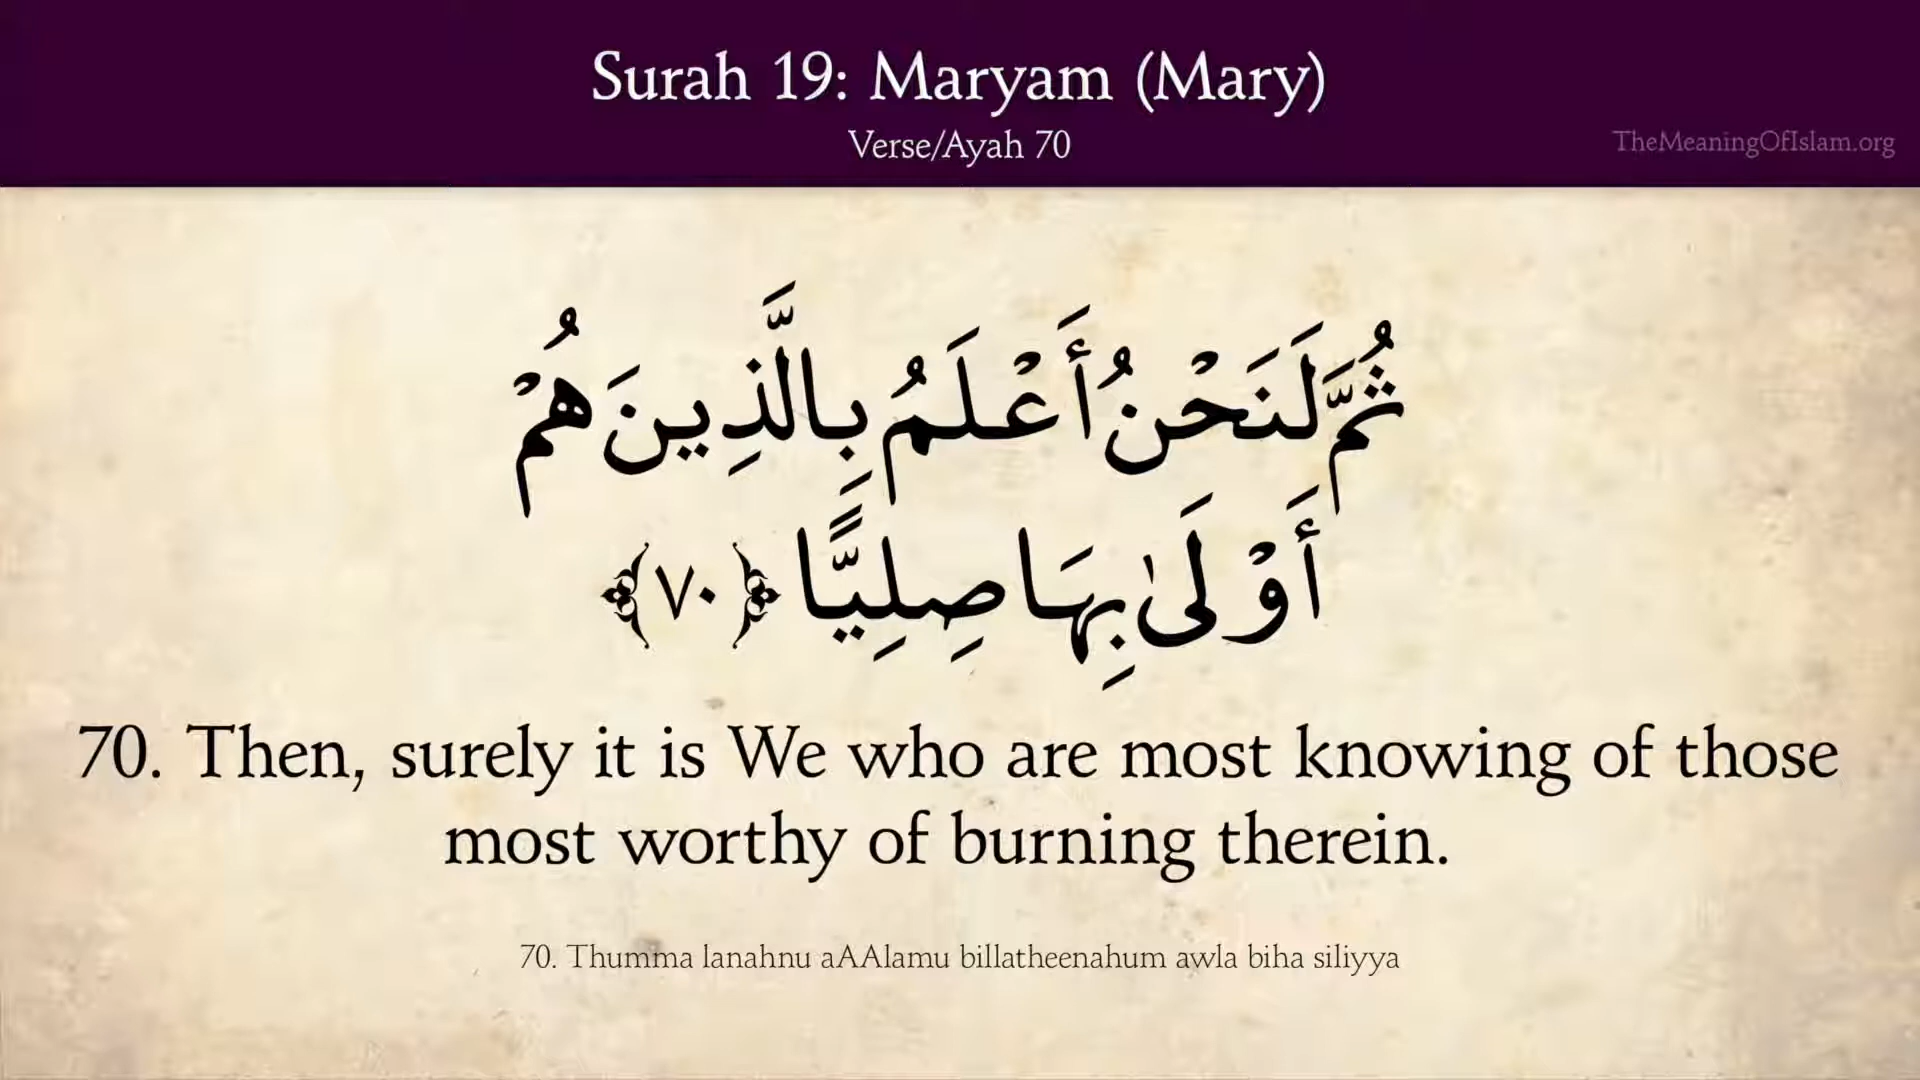 Surah 19: Maryam (Mary)
Verse/Ayah 70
TheMeaningOfIslam.org
ثُمَّ لَنَحْنُ أَعْلَمُ بِالَّذِينَ هُمْ
أَوْلَىٰ بِهَا صِلِيًّا ﴿٧٠﴾
70. Then, surely it is We who are most knowing of those
most worthy of burning therein.
70. Thumma lanahnu aAAlamu billatheenahum awla biha siliyya